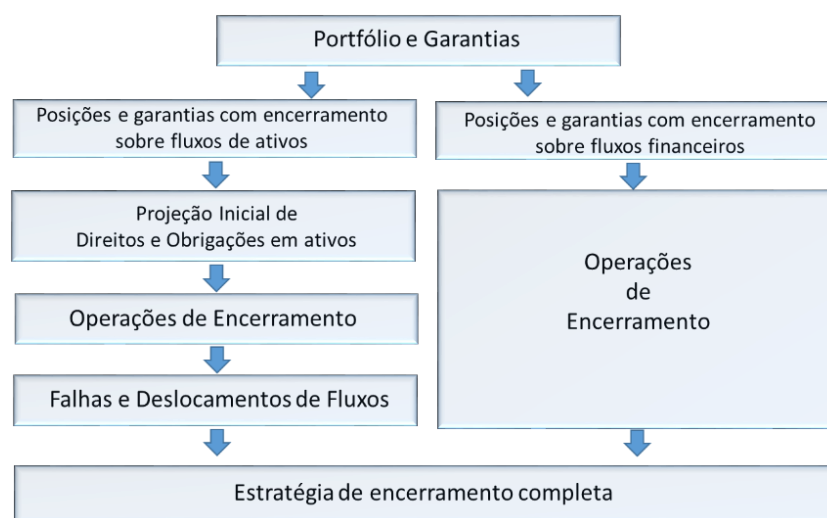 Portfólio e Garantias
Posições e garantias com encerramento
sobre fluxos de ativos
Posições e garantias com encerramento
sobre fluxos financeiros
Projeção Inicial de
Direitos e Obrigações em ativos
Operações de Encerramento
Falhas e Deslocamentos de Fluxos
Operações
de
Encerramento
Estratégia de encerramento completa